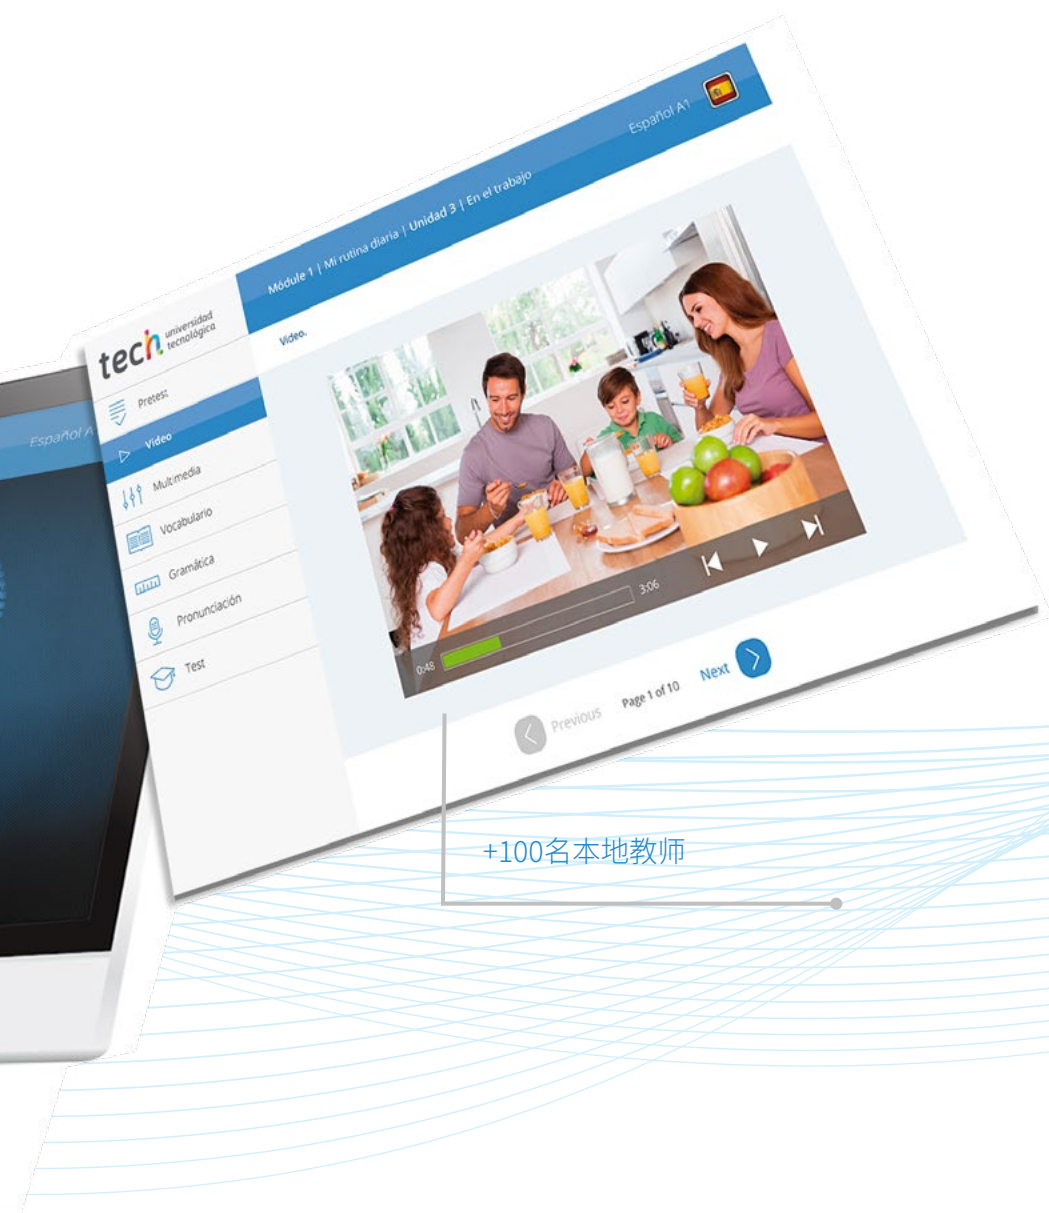 Español A1
Módule 1 | Mi rutina diaria | Unidad 3 | En el trabajo
tech universidad
tecnológica
Video.
Pretest
Video
Multimedia
Vocabulario
Gramática
Pronunciación
Test
Español A
0:48
3:06
Previous
Page 1 of 10
Next
+100名本地教师